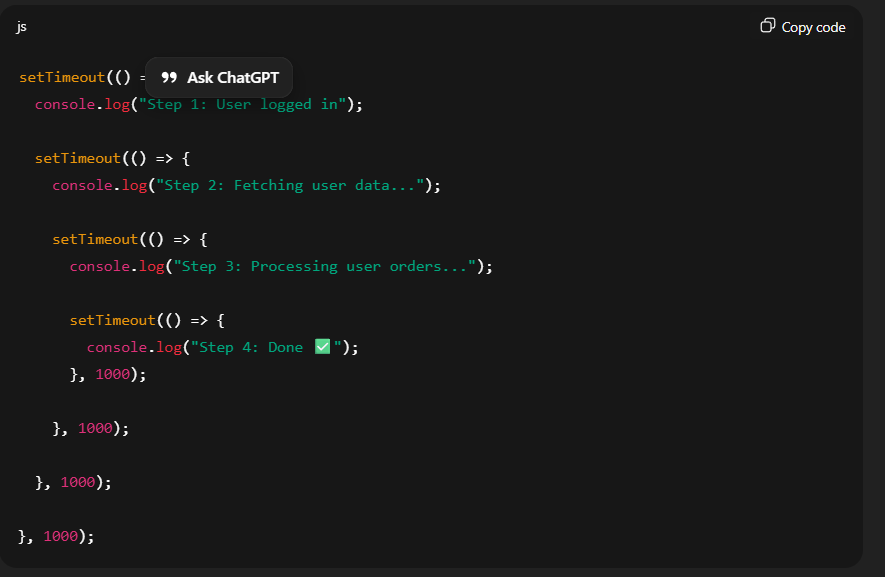 js
Copy code
setTimeout(() =
Ask ChatGPT
console.log("Step 1: User logged in");
setTimeout(() => {
console.log("Step 2: Fetching user data...");
setTimeout(() => {
console.log("Step 3: Processing user orders...");
setTimeout(() => {
console.log("Step 4: Done ✅");
}, 1000);
}, 1000);
}, 1000);
}, 1000);